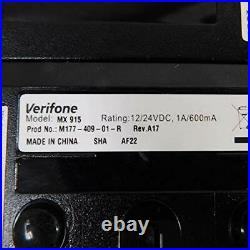 Verifone
Model: MX 915 Rating:12/24VDC, 1A/600mA
Prod No.: M177-409-01-R Rev.A17
MADE IN CHINA SHA AF22